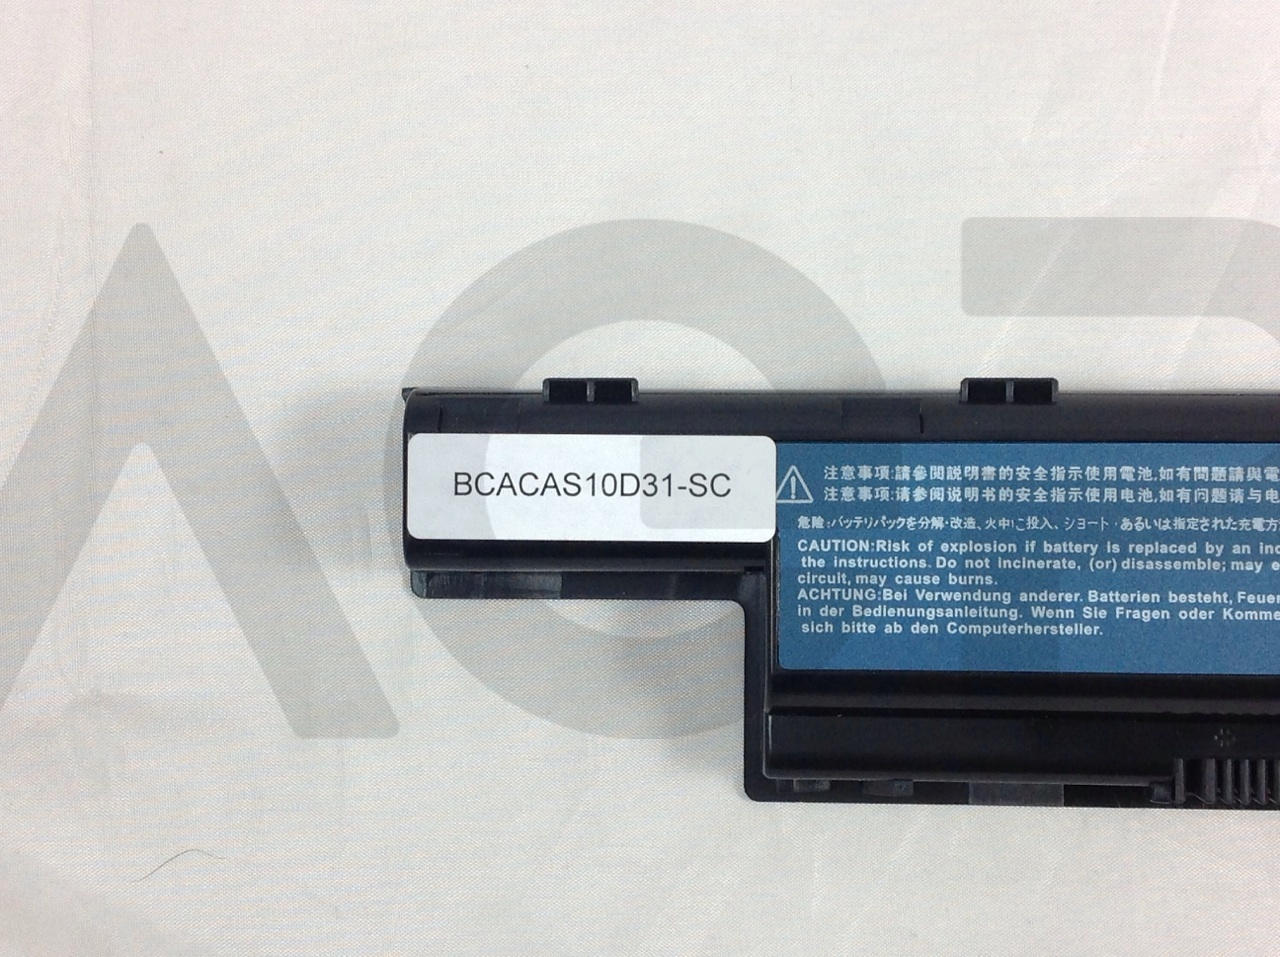 BCACAS10D31-SC
注意事項:請參閱説明書的安全指示使用電池,如有問題請與電
注意事项:请参阅说明书的安全指示使用电池,如有问题请与电
危険:バッテリパックを分解·改造、火中に投入、ショート·あるいは指定された充電方
CAUTION:Risk of explosion if battery is replaced by an inc
the instructions. Do not incinerate, (or) disassemble; may e
circuit, may cause burns.
ACHTUNG:Bei Verwendung anderer. Batterien besteht, Feuer
in der Bedienungsanleitung. Wenn Sie Fragen oder Komme
sich bitte ab den Computerhersteller.